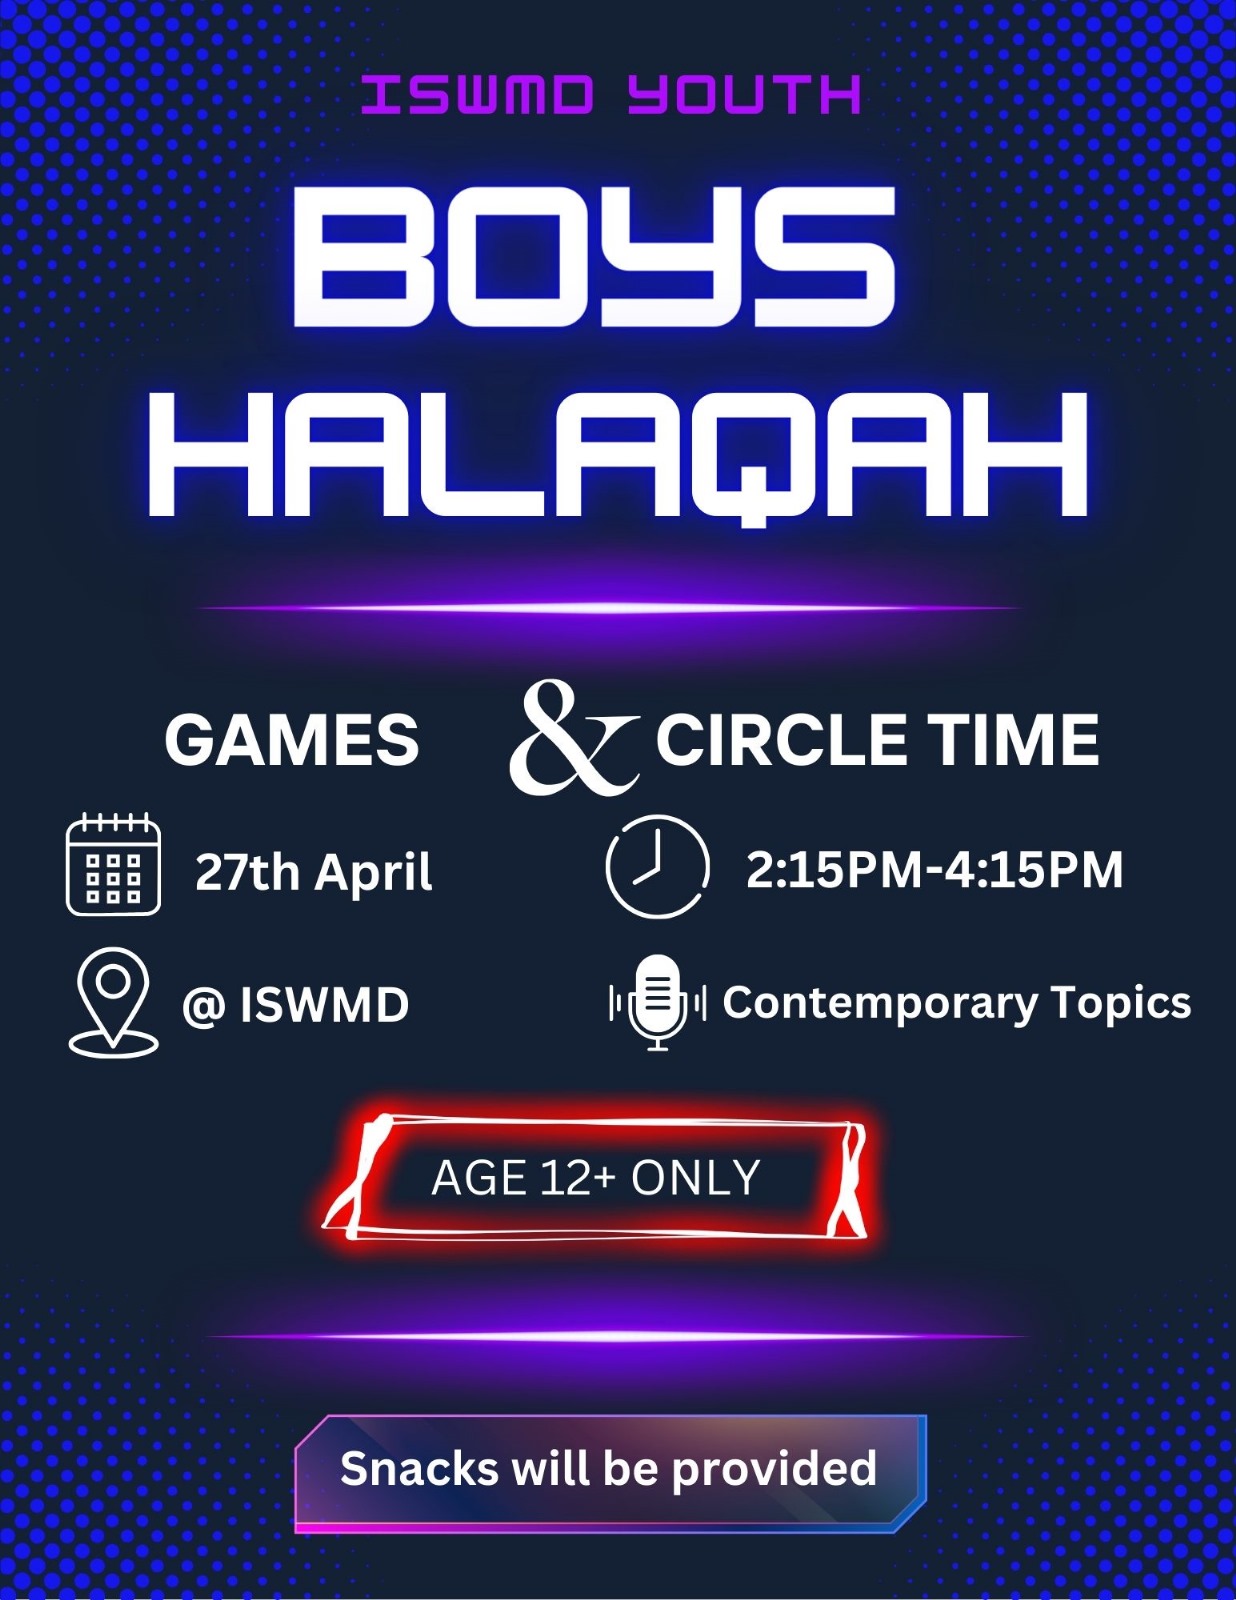 ISWMD YOUTH
BOYS
HALAQAH
GAMES & CIRCLE TIME
27th April
2:15PM-4:15PM
@ ISWMD
Contemporary Topics
AGE 12+ ONLY
Snacks will be provided